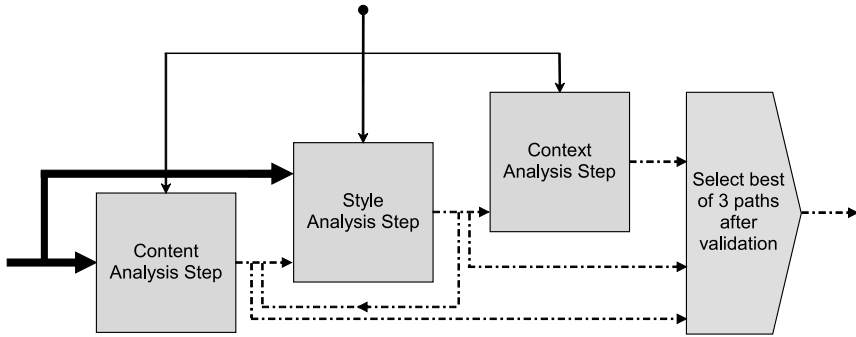 Content
Analysis Step
Style
Analysis Step
Context
Analysis Step
Select best
of 3 paths
after
validation